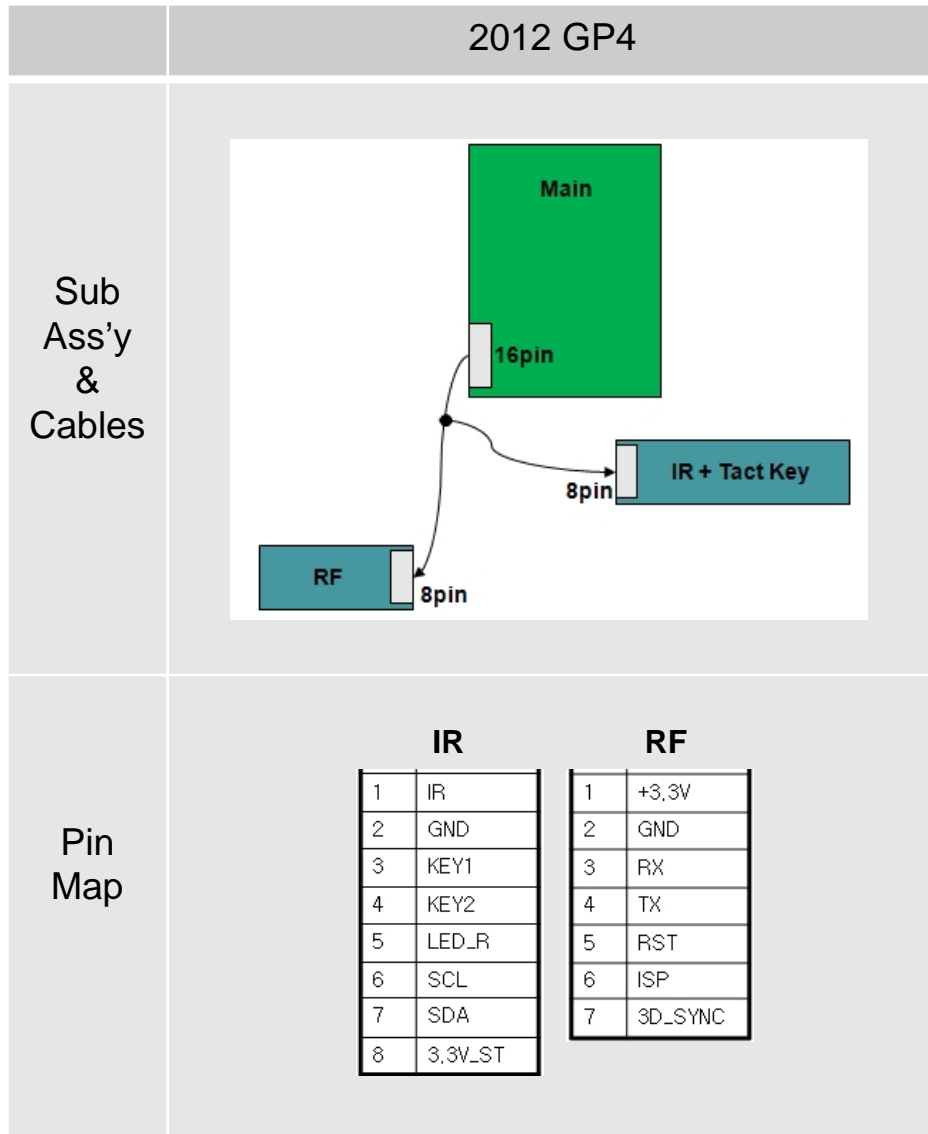 2012 GP4
Sub
Ass’y
&
Cables
Main
16pin
IR + Tact Key
8pin
RF
8pin
Pin
Map
IR
1 IR
2 GND
3 KEY1
4 KEY2
5 LED_R
6 SCL
7 SDA
8 3,3V_ST
RF
1 +3,3V
2 GND
3 RX
4 TX
5 RST
6 ISP
7 3D_SYNC